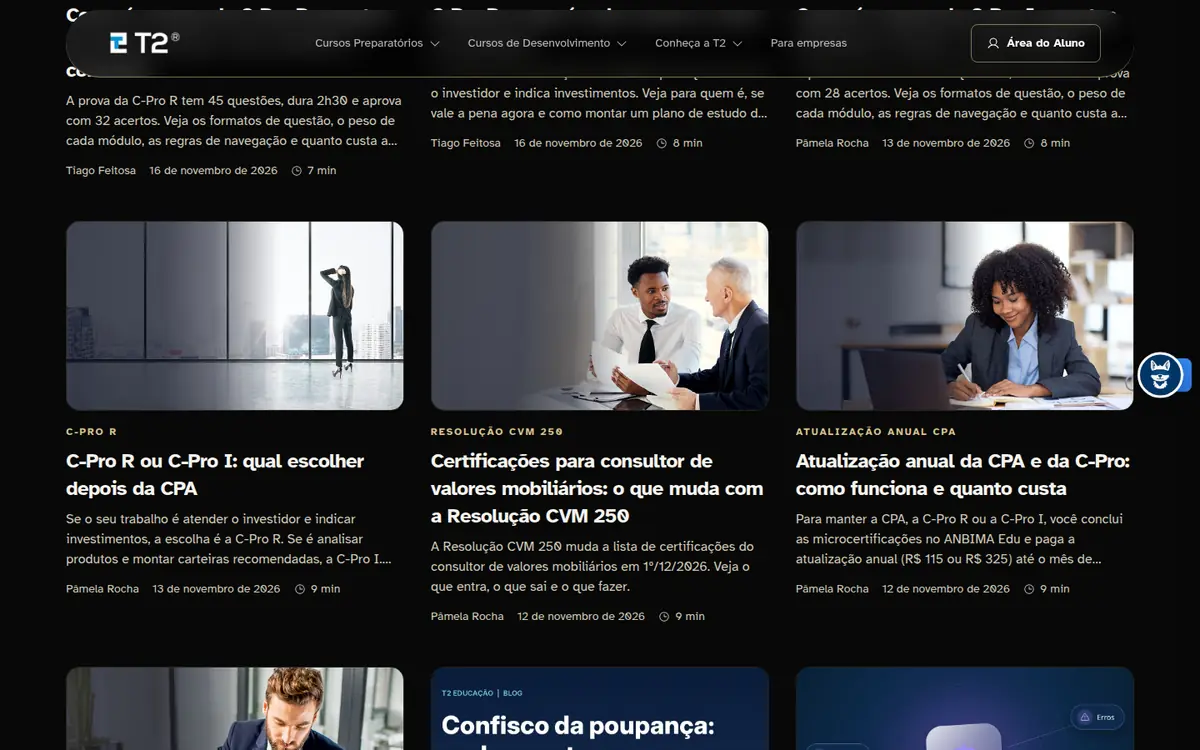 T2®
Cursos Preparatórios
Cursos de Desenvolvimento
Conheça a T2
Para empresas
Área do Aluno
A prova da C-Pro R tem 45 questões, dura 2h30 e aprova
com 32 acertos. Veja os formatos de questão, o peso de
cada módulo, as regras de navegação e quanto custa a...
Tiago Feitosa 16 de novembro de 2026 7 min
o investidor e indica investimentos. Veja para quem é, se
vale a pena agora e como montar um plano de estudo d...
Tiago Feitosa 16 de novembro de 2026 8 min
com 28 acertos. Veja os formatos de questão, o peso de
cada módulo, as regras de navegação e quanto custa a...
Pâmela Rocha 13 de novembro de 2026 8 min
C-PRO R
C-Pro R ou C-Pro I: qual escolher
depois da CPA
Se o seu trabalho é atender o investidor e indicar
investimentos, a escolha é a C-Pro R. Se é analisar
produtos e montar carteiras recomendadas, a C-Pro I....
Pâmela Rocha 13 de novembro de 2026 9 min
RESOLUÇÃO CVM 250
Certificações para consultor de
valores mobiliários: o que muda com
a Resolução CVM 250
A Resolução CVM 250 muda a lista de certificações do
consultor de valores mobiliários em 1º/12/2026. Veja o
que entra, o que sai e o que fazer.
Pâmela Rocha 12 de novembro de 2026 9 min
ATUALIZAÇÃO ANUAL CPA
Atualização anual da CPA e da C-Pro:
como funciona e quanto custa
Para manter a CPA, a C-Pro R ou a C-Pro I, você conclui
as microcertificações no ANBIMA Edu e paga a
atualização anual (R$ 115 ou R$ 325) até o mês de...
Pâmela Rocha 12 de novembro de 2026 9 min
T2 EDUCAÇÃO | BLOG
Confisco da poupança:
Erros